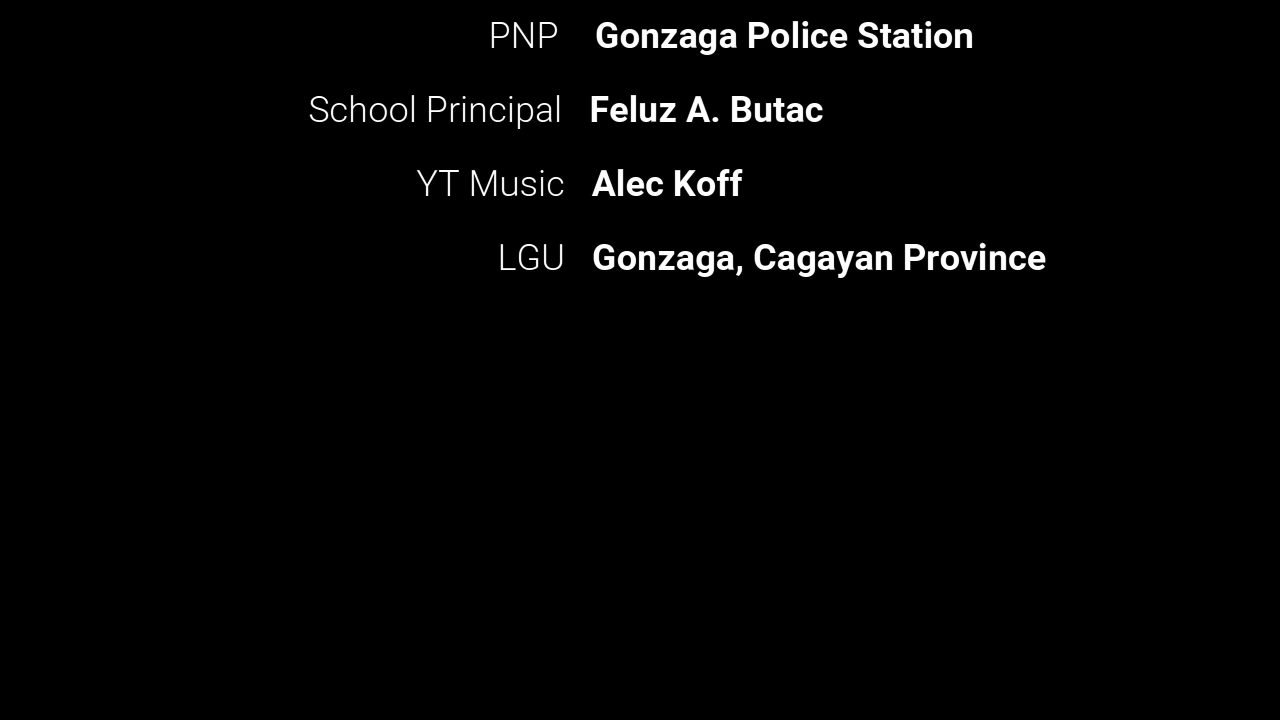 PNP Gonzaga Police Station
School Principal Feluz A. Butac
YT Music Alec Koff
LGU Gonzaga, Cagayan Province